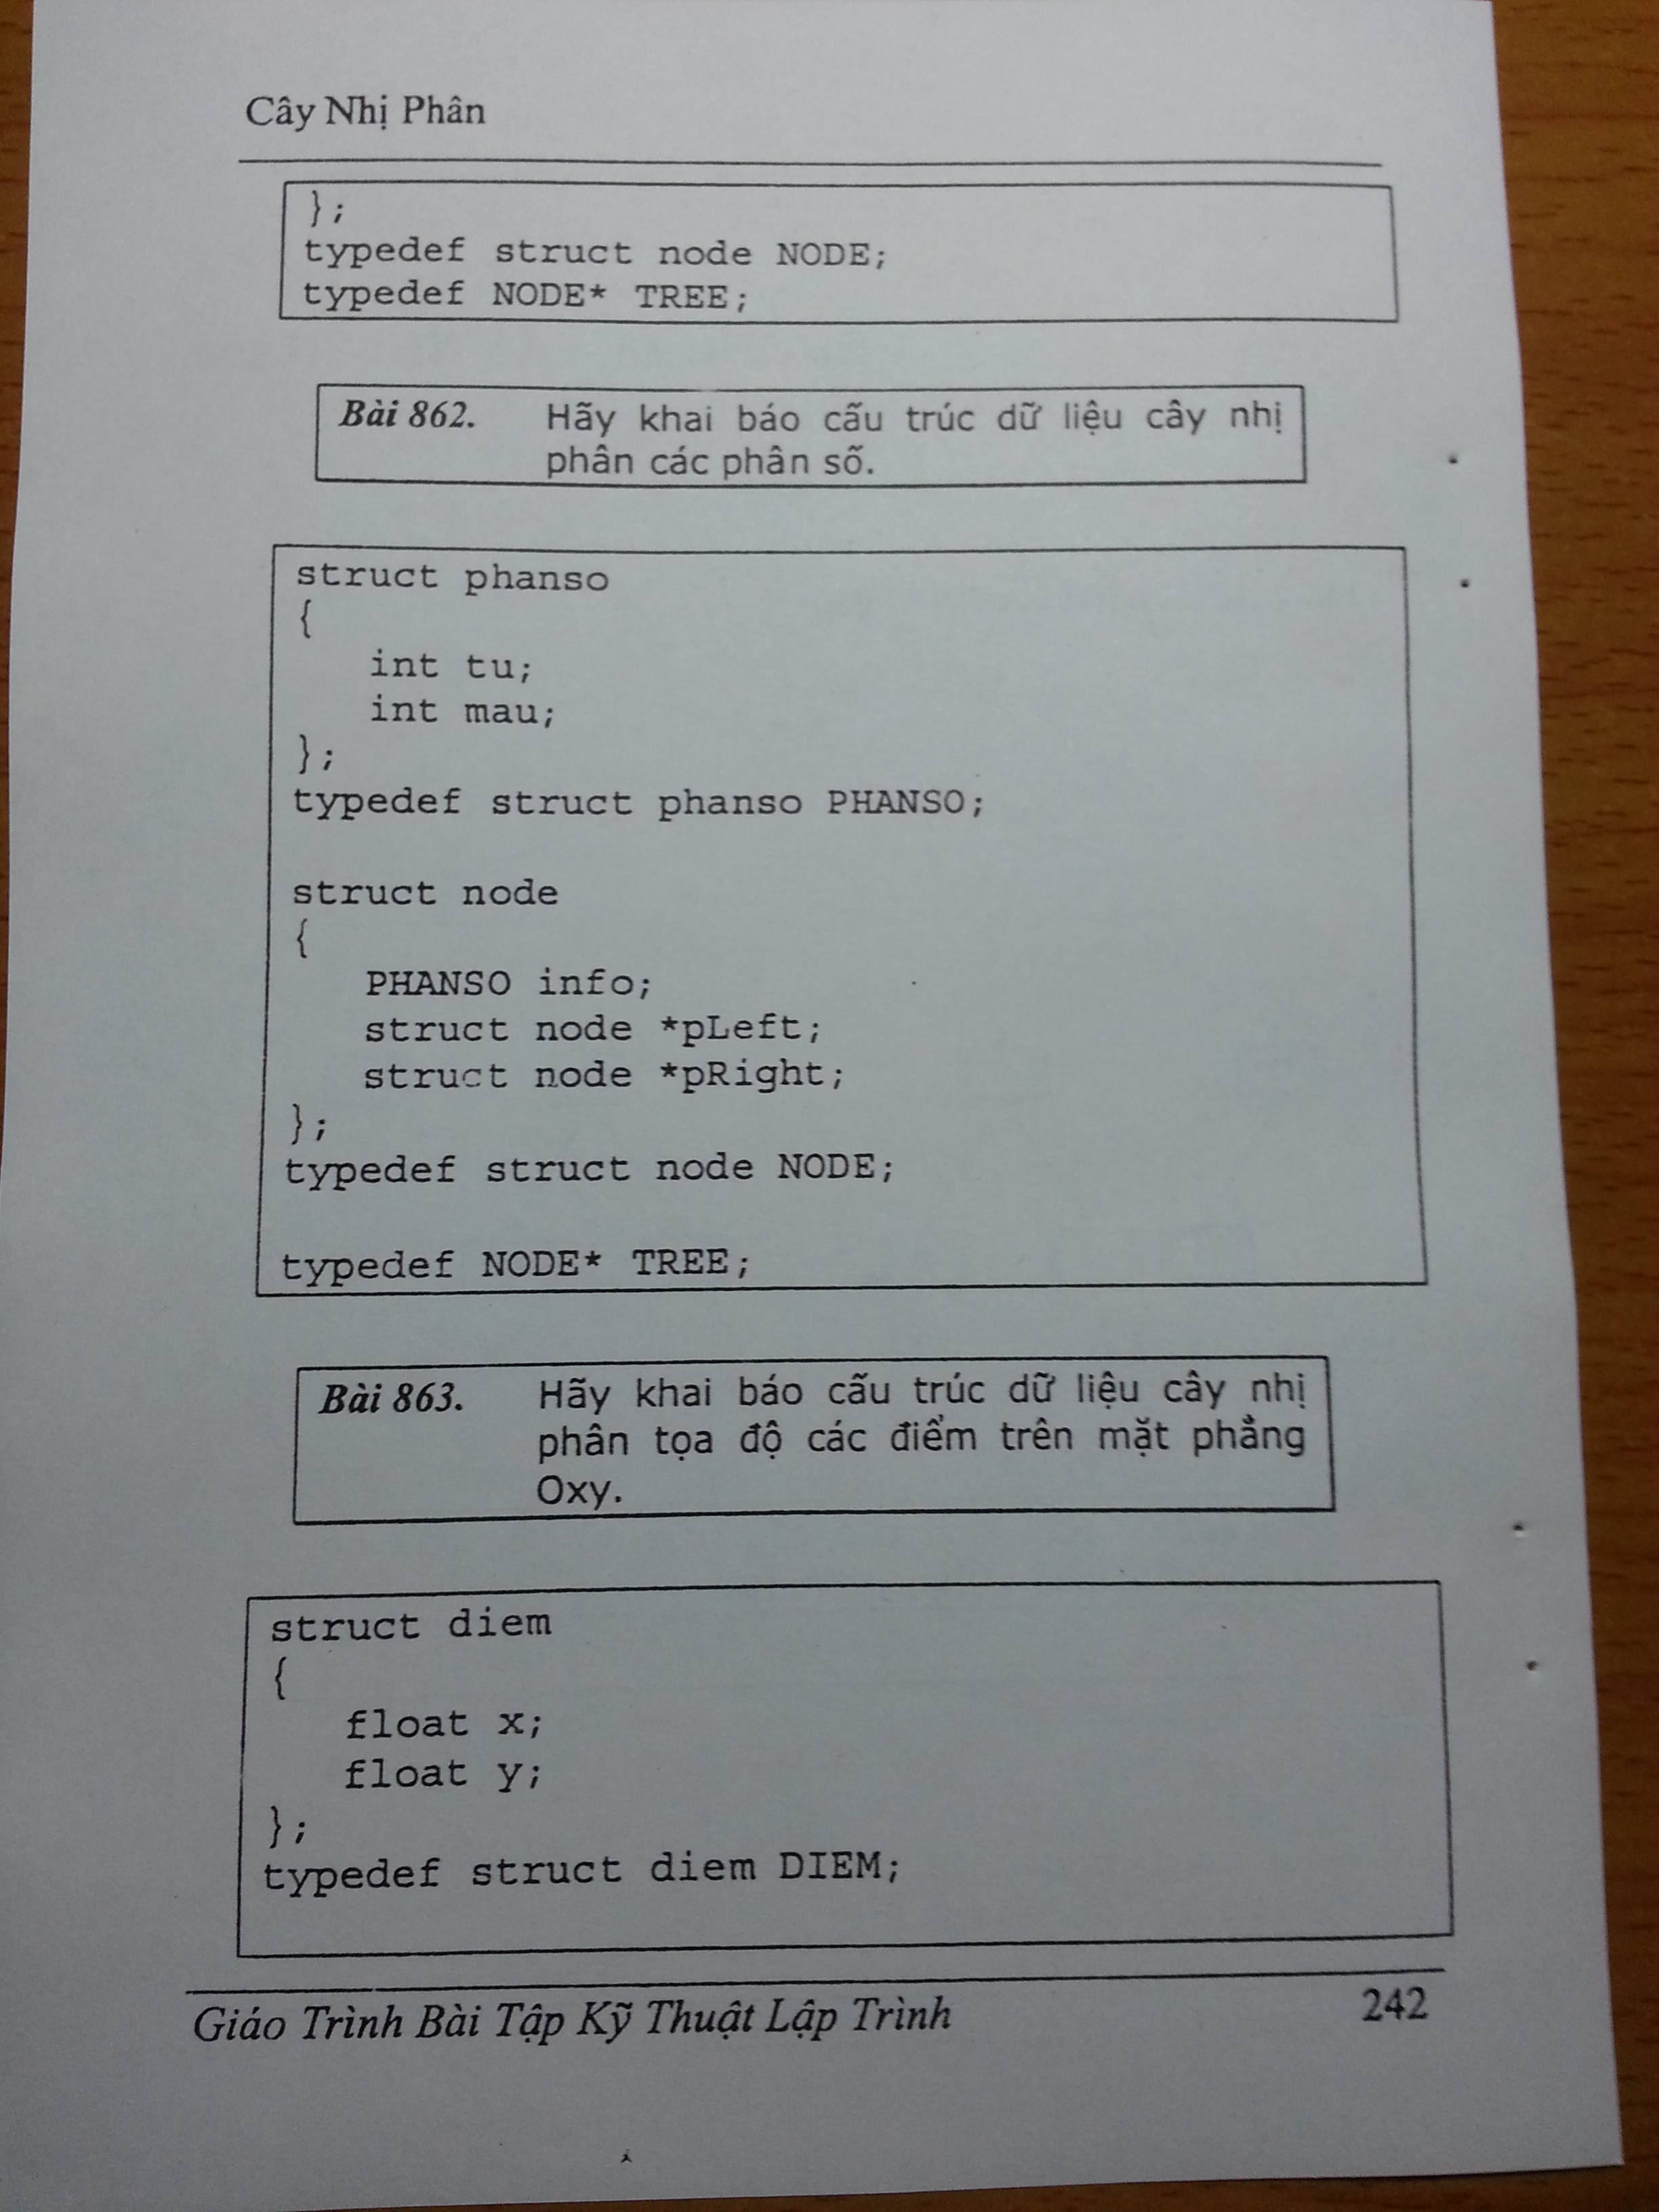 Cây Nhị Phân
};
typedef struct node NODE;
typedef NODE* TREE;
Bài 862. Hãy khai báo cấu trúc dữ liệu cây nhị
phân các phân số.
struct phanso
{
int tu;
int mau;
};
typedef struct phanso PHANSO;
struct node
{
PHANSO info;
struct node *pLeft;
struct node *pRight;
};
typedef struct node NODE;
typedef NODE* TREE;
Bài 863. Hãy khai báo cấu trúc dữ liệu cây nhị
phân tọa độ các điểm trên mặt phẳng
Oxy.
struct diem
{
float x;
float y;
};
typedef struct diem DIEM;
Giáo Trình Bài Tập Kỹ Thuật Lập Trình 242